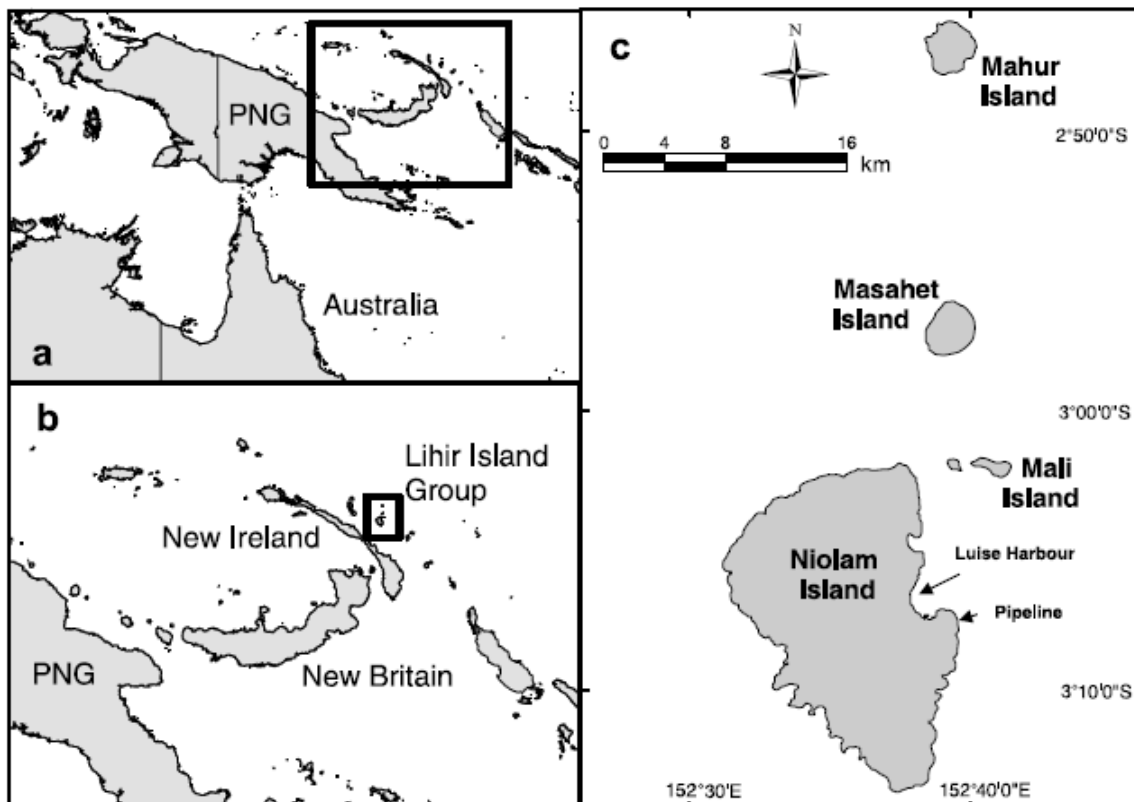 PNG
Australia
a
b
Lihir Island
Group
New Ireland
New Britain
PNG
c
N
Mahur
Island
2°50'0"S
0 4 8 16
km
Masahet
Island
3°00'0"S
Mali
Island
Niolam
Island
Luise Harbour
Pipeline
3°10'0"S
152°30,E
152°40'0"E